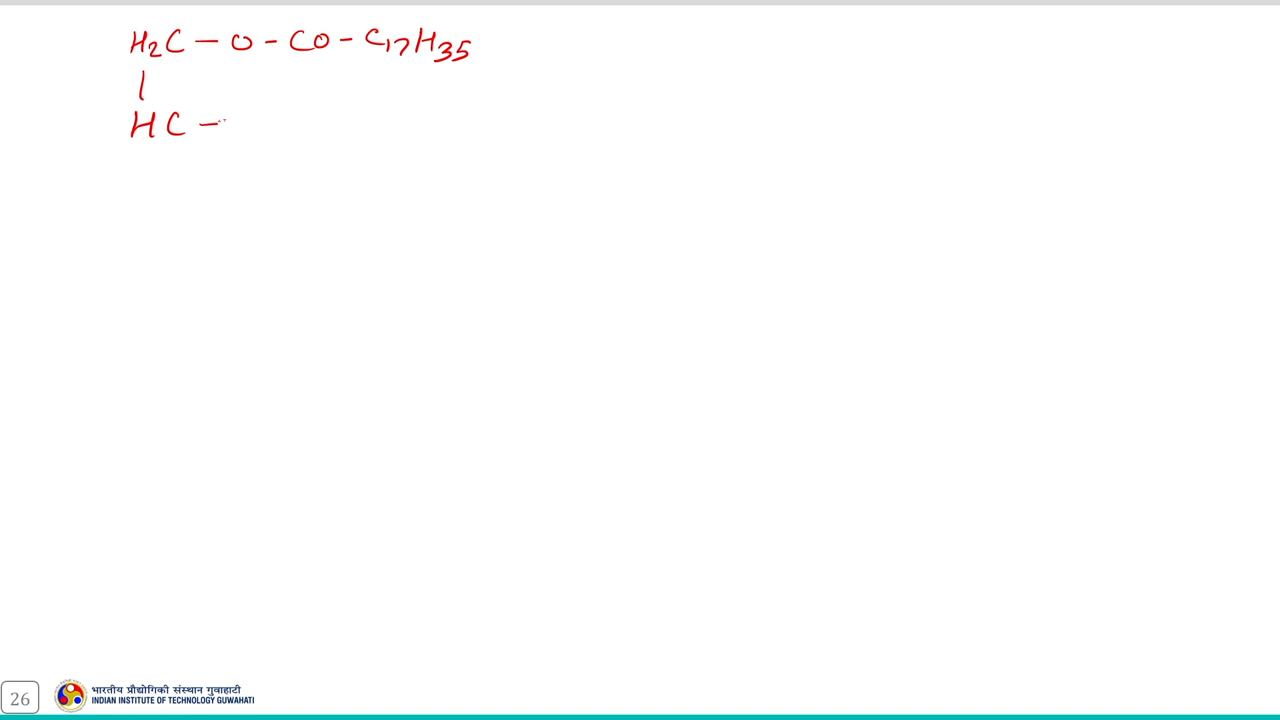 H₂C — O - CO - C₁₇H₃₅
|
HC -
26
भारतीय प्रौद्योगिकी संस्थान गुवाहाटी
INDIAN INSTITUTE OF TECHNOLOGY GUWAHATI